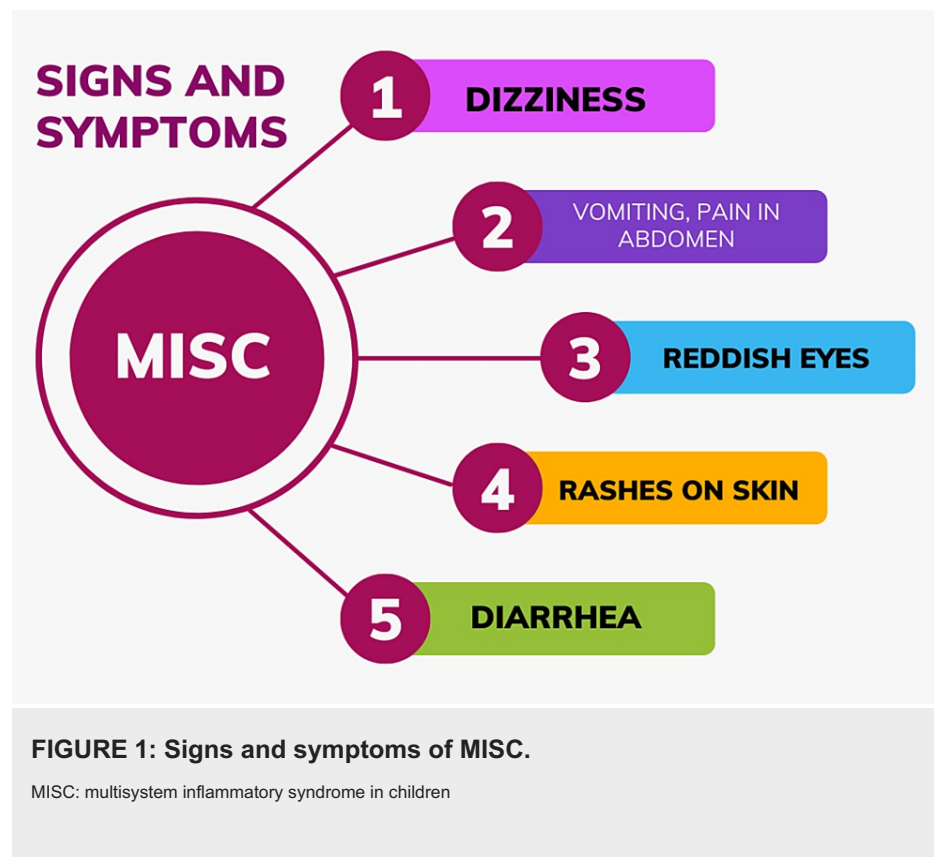 SIGNS AND
SYMPTOMS
MISC
1
DIZZINESS
2
VOMITING, PAIN IN
ABDOMEN
3
REDDISH EYES
4
RASHES ON SKIN
5
DIARRHEA
FIGURE 1: Signs and symptoms of MISC.
MISC: multisystem inflammatory syndrome in children